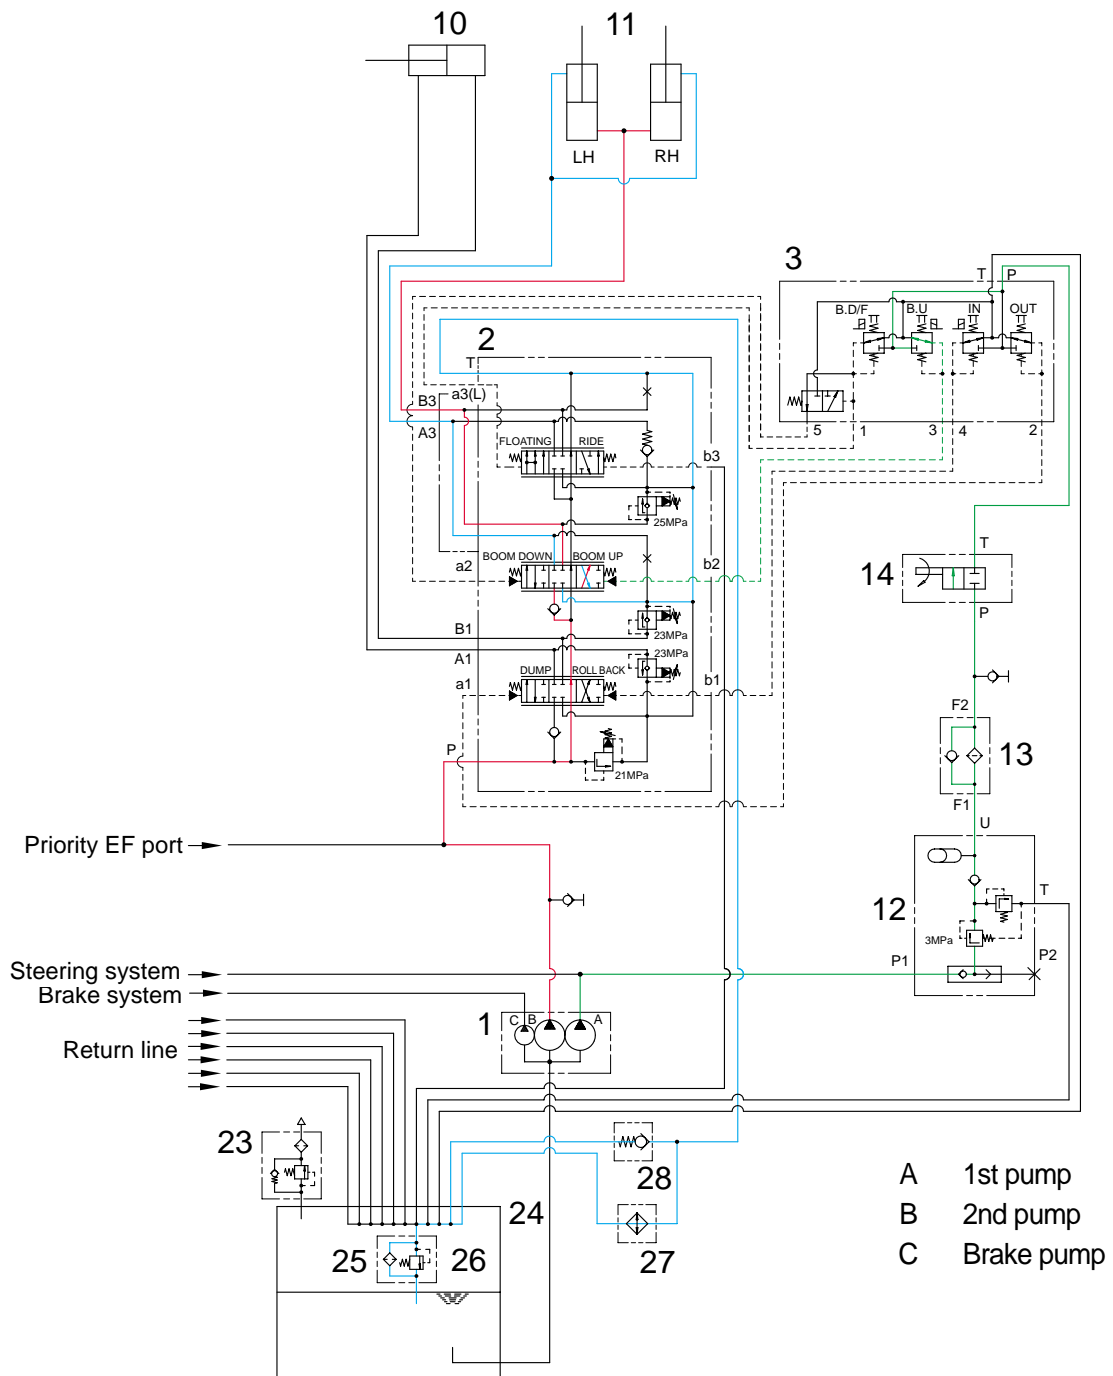 10
11
LH
RH
3
T
P
B.D/F
B.U
IN
OUT
5
1
3
4
2
2
T
a3(L)
B3
A3
FLOATING
RIDE
b3
25MPa
BOOM DOWN
BOOM UP
a2
b2
B1
23MPa
23MPa
A1
DUMP
ROLL BACK
a1
b1
P
21MPa
T
14
P
F2
13
F1
U
12
T
3MPa
P1
P2
Priority EF port
Steering system
Brake system
Return line
1
C
B
A
23
24
25
26
28
27
A 1st pump
B 2nd pump
C Brake pump